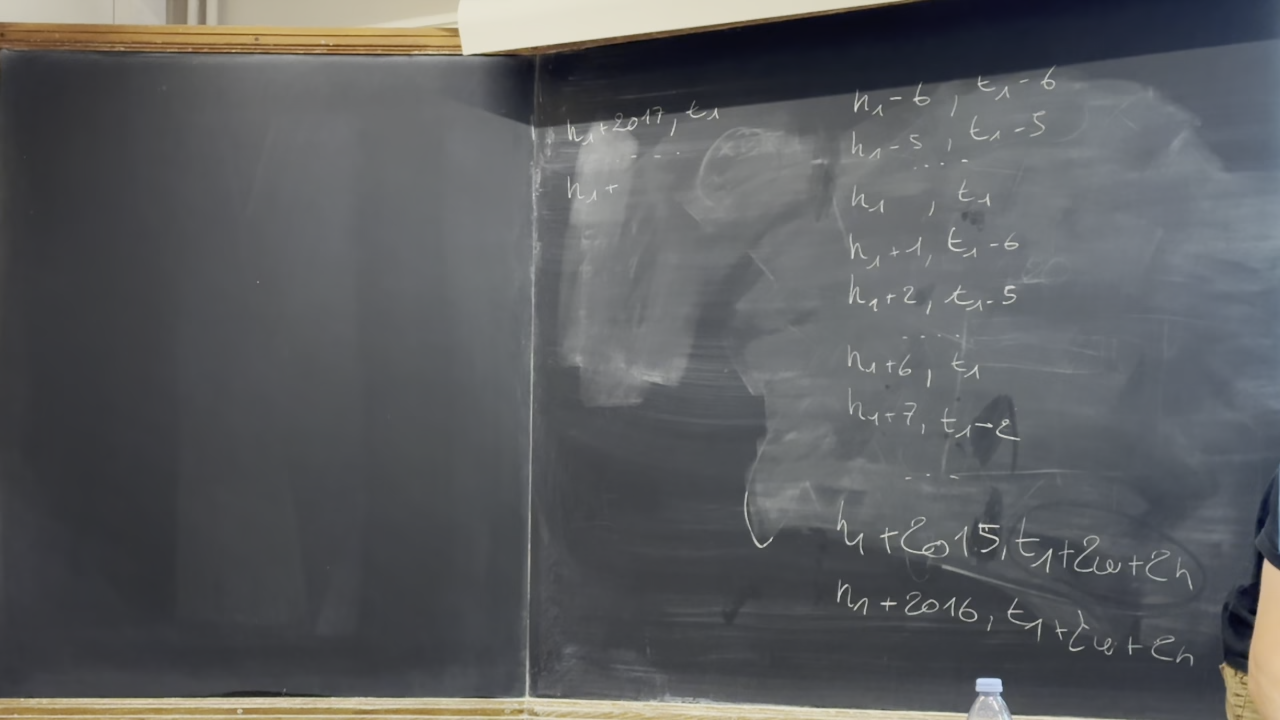 h₁+2017, t₁
....
h₁+
h₁-6, t₁-6
h₁-5, t₁-5
....
h₁, t₁
h₁+1, t₁-6
h₁+2, t₁-5
....
h₁+6, t₁
h₁+7, t₁-2
...
h₁+2015, t₁+2w+2h
h₁+2016, t₁+2w+2h